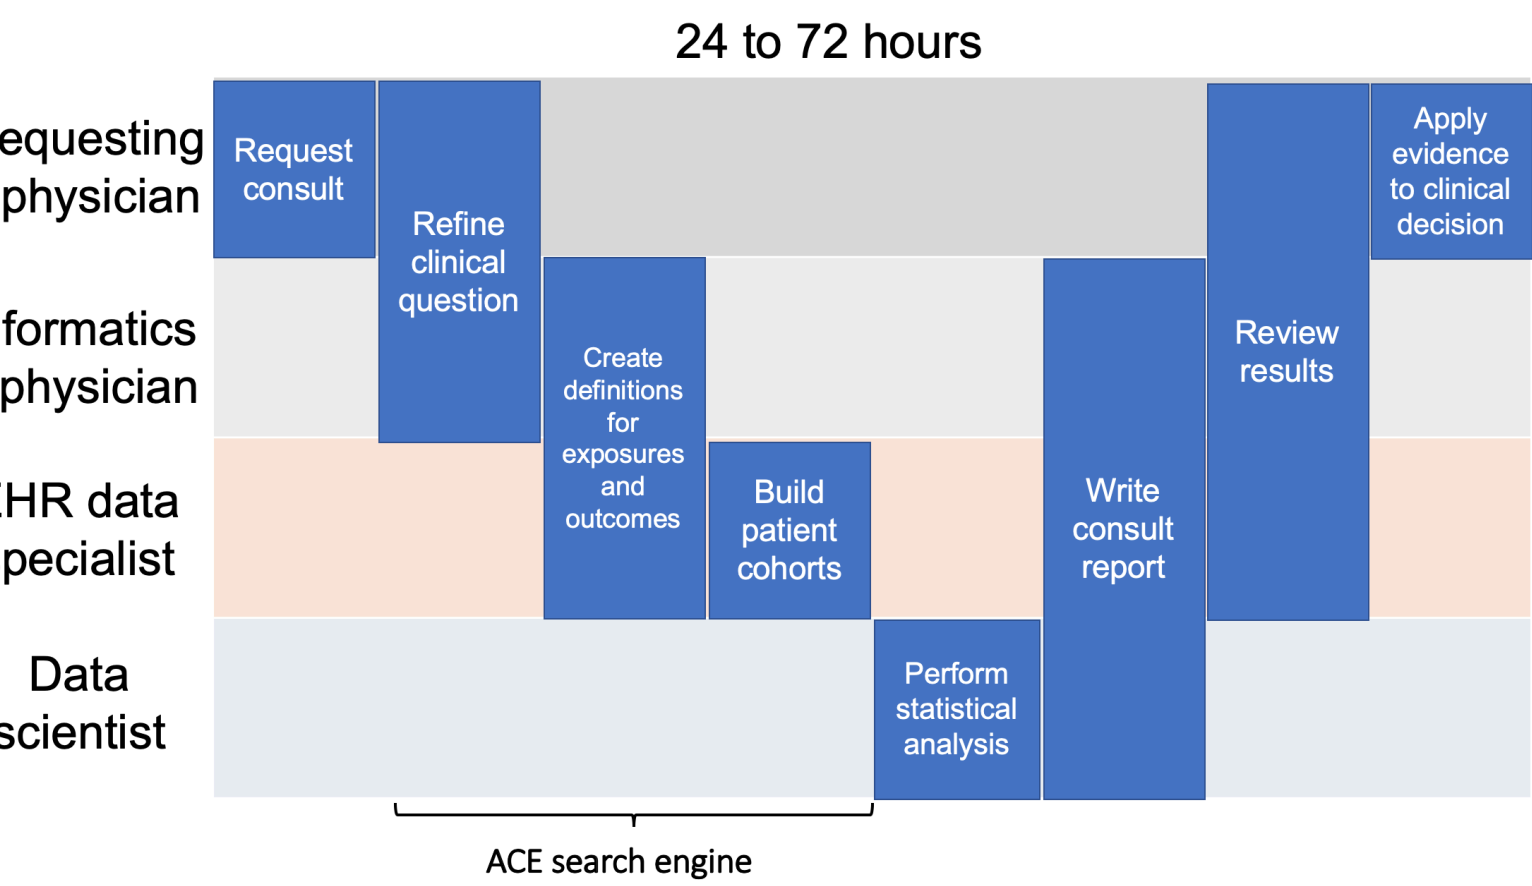 24 to 72 hours
equesting
physician
formatics
physician
HR data
pecialist
Data
scientist
Request
consult
Refine
clinical
question
Create
definitions
for
exposures
and
outcomes
Build
patient
cohorts
Perform
statistical
analysis
Write
consult
report
Review
results
Apply
evidence
to clinical
decision
ACE search engine